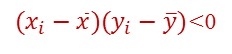 (xᵢ − x̄)(yᵢ − ȳ)<0